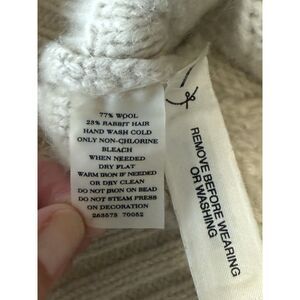 77% WOOL
23% RABBIT HAIR
HAND WASH COLD
ONLY NON-CHLORINE
BLEACH
WHEN NEEDED
DRY FLAT
WARM IRON IF NEEDED
OR DRY CLEAN
DO NOT IRON ON BEAD
DO NOT STEAM PRESS
ON DECORATION
253573 70052
REMOVE BEFORE WEARING
OR WASHING